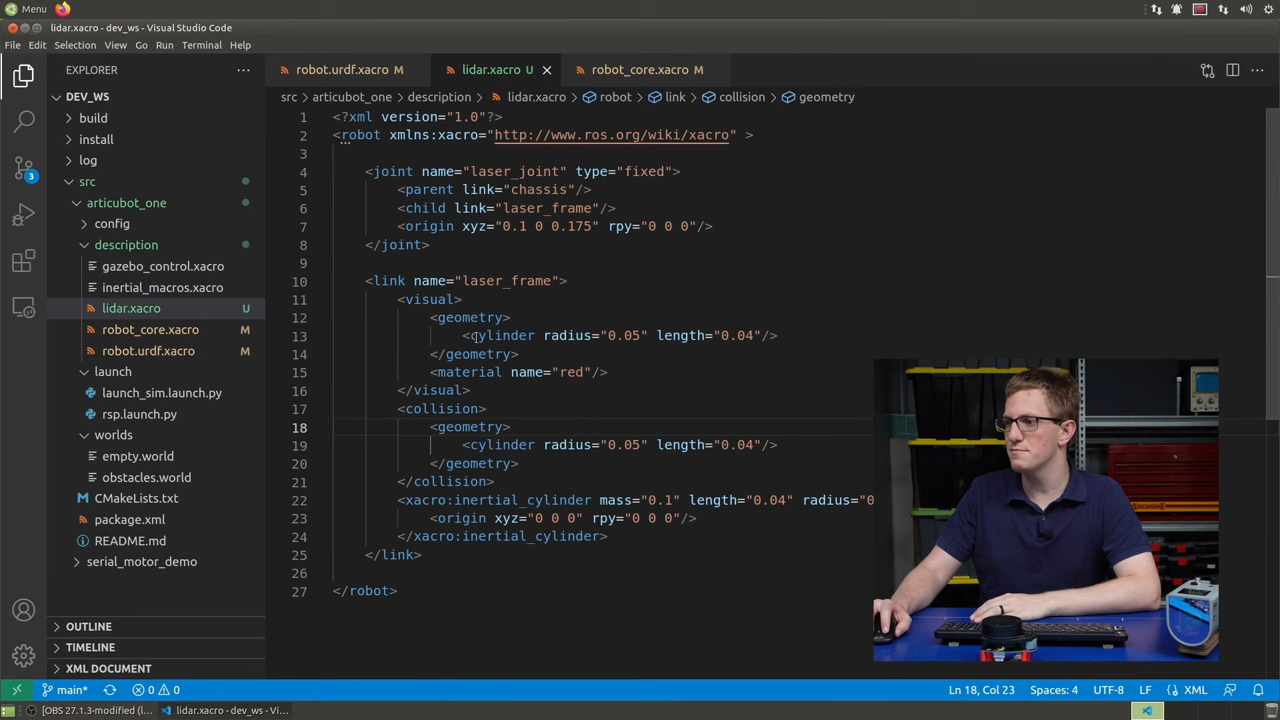 Menu
lidar.xacro - dev_ws - Visual Studio Code
File Edit Selection View Go Run Terminal Help
EXPLORER
robot.urdf.xacro M
lidar.xacro U
robot_core.xacro M
DEV_WS
build
install
log
src
articubot_one
config
description
gazebo_control.xacro
inertial_macros.xacro
lidar.xacro U
robot_core.xacro M
robot.urdf.xacro M
launch
launch_sim.launch.py
rsp.launch.py
worlds
empty.world
obstacles.world
CMakeLists.txt
package.xml
README.md
serial_motor_demo
OUTLINE
TIMELINE
XML DOCUMENT
3
src > articubot_one > description > lidar.xacro > robot > link > collision > geometry
1 <?xml version="1.0"?>
2 <robot xmlns:xacro="http://www.ros.org/wiki/xacro" >
3
4 <joint name="laser_joint" type="fixed">
5 <parent link="chassis"/>
6 <child link="laser_frame"/>
7 <origin xyz="0.1 0 0.175" rpy="0 0 0"/>
8 </joint>
9
10 <link name="laser_frame">
11 <visual>
12 <geometry>
13 <cylinder radius="0.05" length="0.04"/>
14 </geometry>
15 <material name="red"/>
16 </visual>
17 <collision>
18 <geometry>
19 <cylinder radius="0.05" length="0.04"/>
20 </geometry>
21 </collision>
22 <xacro:inertial_cylinder mass="0.1" length="0.04" radius="0
23 <origin xyz="0 0 0" rpy="0 0 0"/>
24 </xacro:inertial_cylinder>
25 </link>
26
27 </robot>
main* 0 0 Ln 18, Col 23 Spaces: 4 UTF-8 LF XML
[OBS 27.1.3-modified (l... lidar.xacro - dev_ws - Vi...